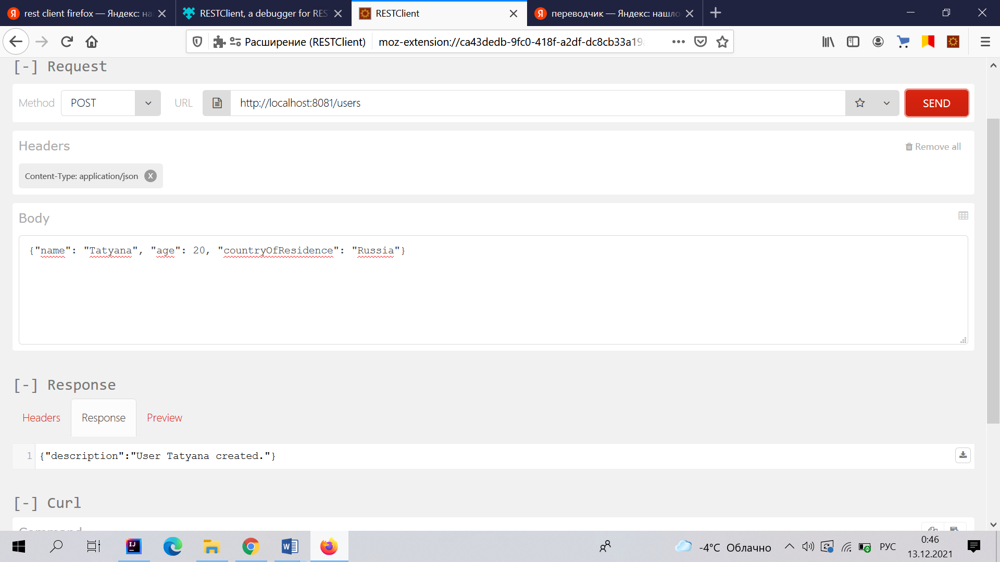 rest client firefox — Яндекс: на
RESTClient, a debugger for RES
RESTClient
переводчик — Яндекс: нашло
Расширение (RESTClient)
moz-extension://ca43dedb-9fc0-418f-a2df-dc8cb33a19
[-] Request
Method
POST
URL
http://localhost:8081/users
SEND
Headers
Remove all
Content-Type: application/json
X
Body
{"name": "Tatyana", "age": 20, "countryOfResidence": "Russia"}
[-] Response
Headers
Response
Preview
1
{"description":"User Tatyana created."}
[-] Curl
Command
-4°C Облачно
РУС
0:46
13.12.2021